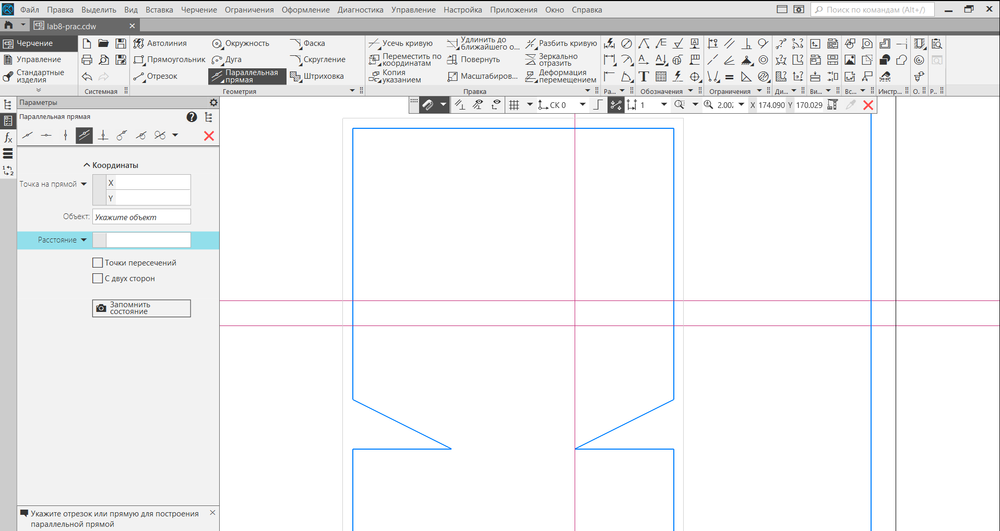 Файл Правка Выделить Вид Вставка Черчение Ограничения Оформление Диагностика Управление Настройка Приложения Окно Справка Поиск по командам (Alt+/)
lab8-prac.cdw
Черчение Автолиния Окружность Фаска Усечь кривую Удлинить до ближайшего о... Разбить кривую
Управление Прямоугольник Дуга Скругление Переместить по координатам Повернуть Зеркально отразить
Стандартные изделия Отрезок Параллельная прямая Штриховка Копия указанием Масштабиров... Деформация перемещением
Системная Геометрия Правка Ра... Обозначения Ограничения Ди... Ви... Вс... Инстр... О. Р..
Параметры
СК 0 1 X 174.090 Y 170.029
Параллельная прямая
Координаты
Точка на прямой X
Y
Объект: Укажите объект
Расстояние
Точки пересечений
С двух сторон
Запомнить
состояние
Укажите отрезок или прямую для построения
параллельной прямой